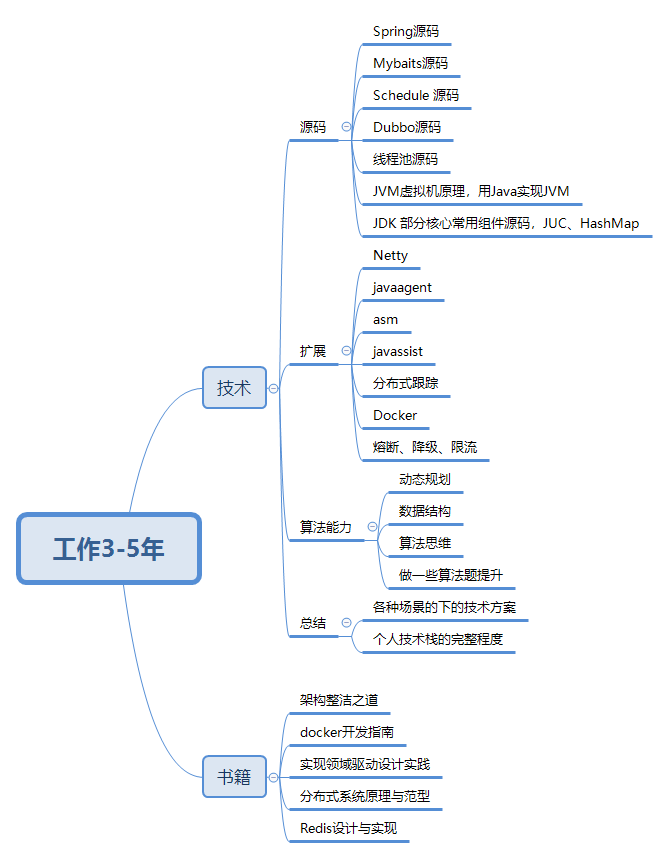 工作3-5年
技术
源码
Spring源码
Mybaits源码
Schedule 源码
Dubbo源码
线程池源码
JVM虚拟机原理，用Java实现JVM
JDK 部分核心常用组件源码，JUC、HashMap
扩展
Netty
javaagent
asm
javassist
分布式跟踪
Docker
熔断、降级、限流
算法能力
动态规划
数据结构
算法思维
做一些算法题提升
总结
各种场景的下的技术方案
个人技术栈的完整程度
书籍
架构整洁之道
docker开发指南
实现领域驱动设计实践
分布式系统原理与范型
Redis设计与实现